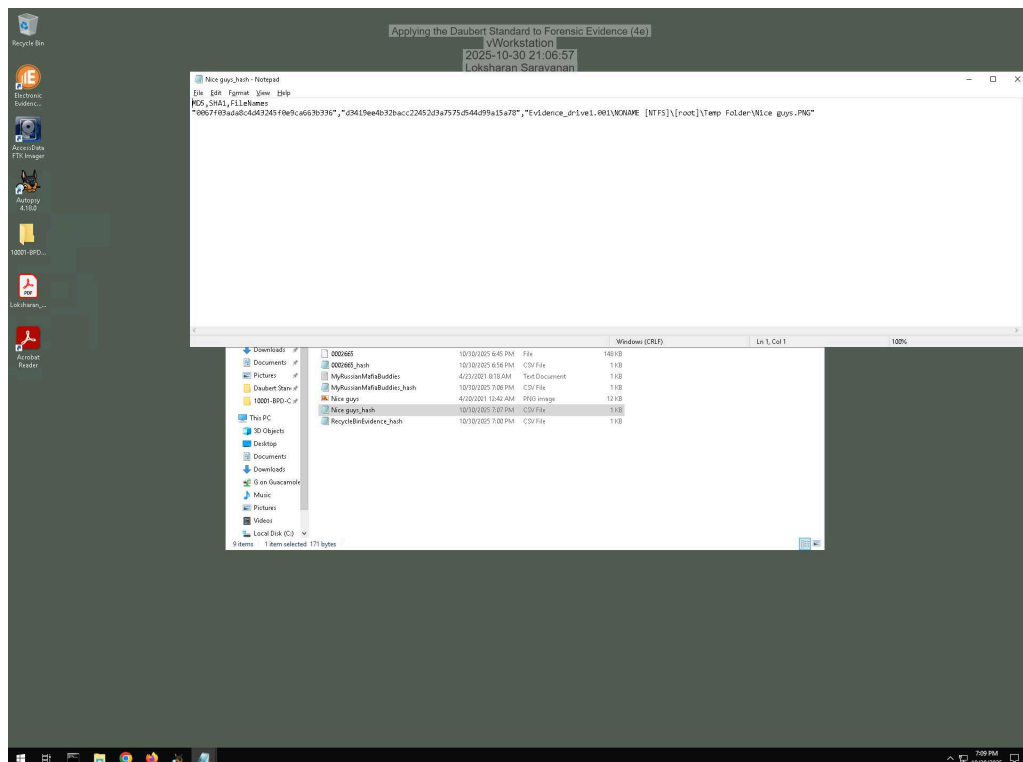 Recycle Bin
Electronic
Evidenc...
AccessData
FTK Imager
Autopsy
4.18.0
10001-BPD...
Loksharan_...
Acrobat
Reader
Applying the Daubert Standard to Forensic Evidence (4e)
vWorkstation
2025-10-30 21:06:57
Loksharan Saravanan
Nice guys_hash - Notepad
File Edit Format View Help
MD5,SHA1,FileNames
"0067f03ada8c4d43245f0e9ca663b336","d3419ee4b32bacc22452d3a7575d544d99a15a78","Evidence_drive1.001\NONAME [NTFS]\[root]\Temp Folder\Nice guys.PNG"
Windows (CRLF) Ln 1, Col 1 100%
Downloads
Documents
Pictures
Daubert Stan
10001-BPD-C
This PC
3D Objects
Desktop
Documents
Downloads
G on Guacamole
Music
Pictures
Videos
Local Disk (C:)
0002665 10/30/2025 6:45 PM File 148 KB
0002665_hash 10/30/2025 6:56 PM CSV File 1 KB
MyRussianMafiaBuddies 4/23/2021 8:18 AM Text Document 1 KB
MyRussianMafiaBuddies_hash 10/30/2025 7:06 PM CSV File 1 KB
Nice guys 4/20/2021 12:42 AM PNG image 12 KB
Nice guys_hash 10/30/2025 7:07 PM CSV File 1 KB
RecycleBinEvidence_hash 10/30/2025 7:00 PM CSV File 1 KB
9 items 1 item selected 171 bytes
7:09 PM